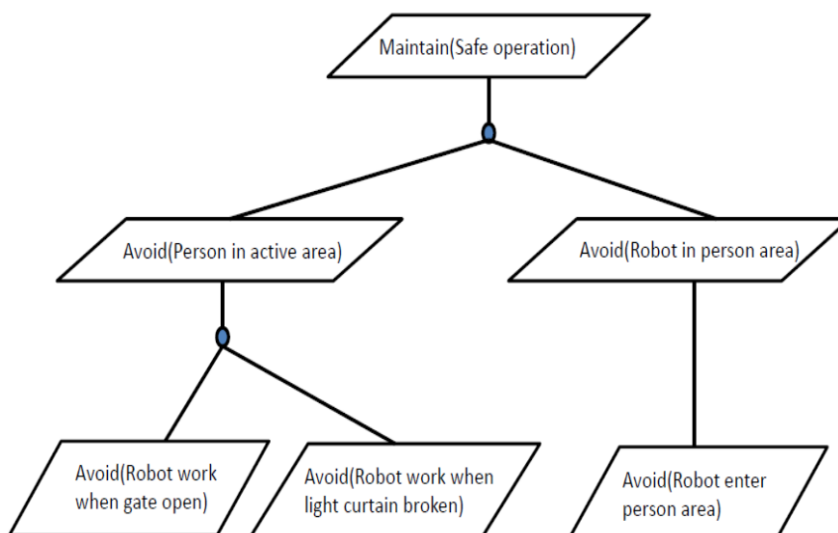 Maintain(Safe operation)
Avoid(Person in active area)
Avoid(Robot in person area)
Avoid(Robot work
when gate open)
Avoid(Robot work when
light curtain broken)
Avoid(Robot enter
person area)